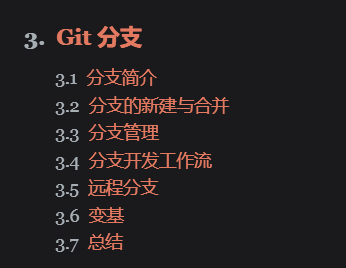 3. Git 分支
3.1 分支简介
3.2 分支的新建与合并
3.3 分支管理
3.4 分支开发工作流
3.5 远程分支
3.6 变基
3.7 总结